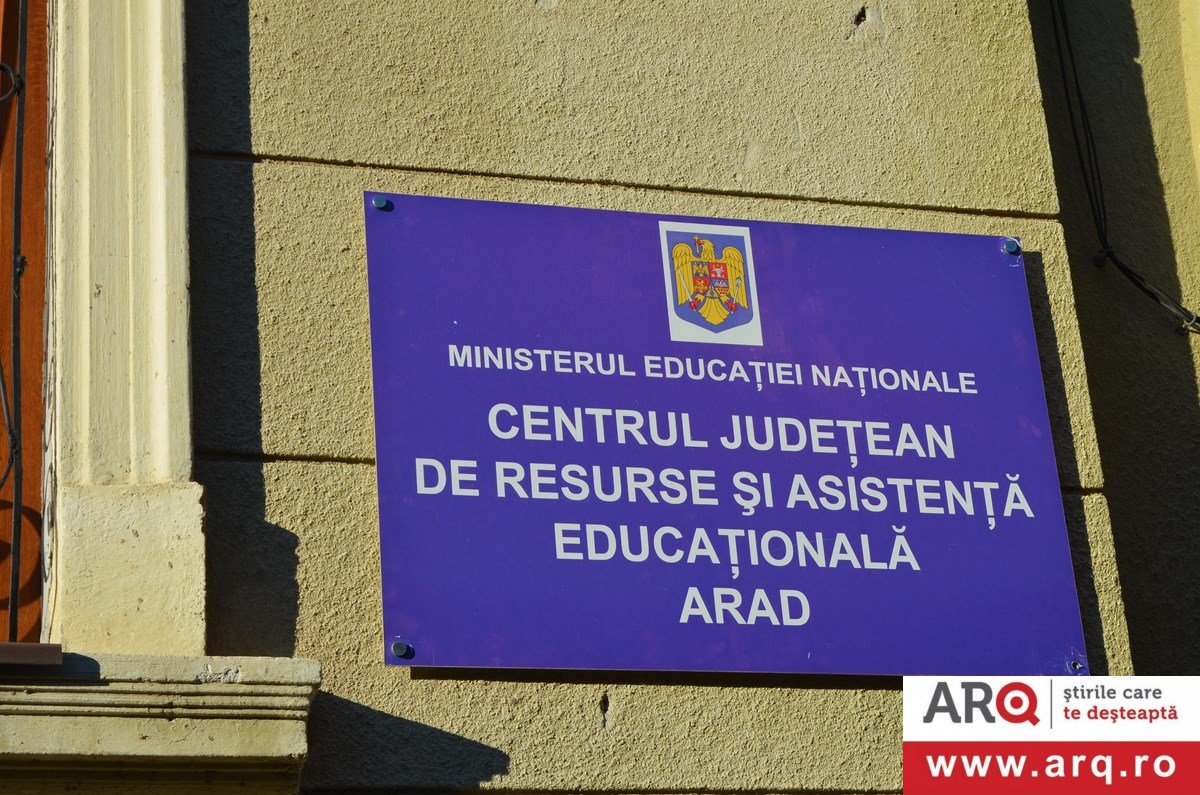 MINISTERUL EDUCAȚIEI NAȚIONALE
CENTRUL JUDEȚEAN
DE RESURSE ŞI ASISTENȚĂ
EDUCAȚIONALĂ
ARAD
ARQ
știrile care
te deșteaptă
www.arq.ro